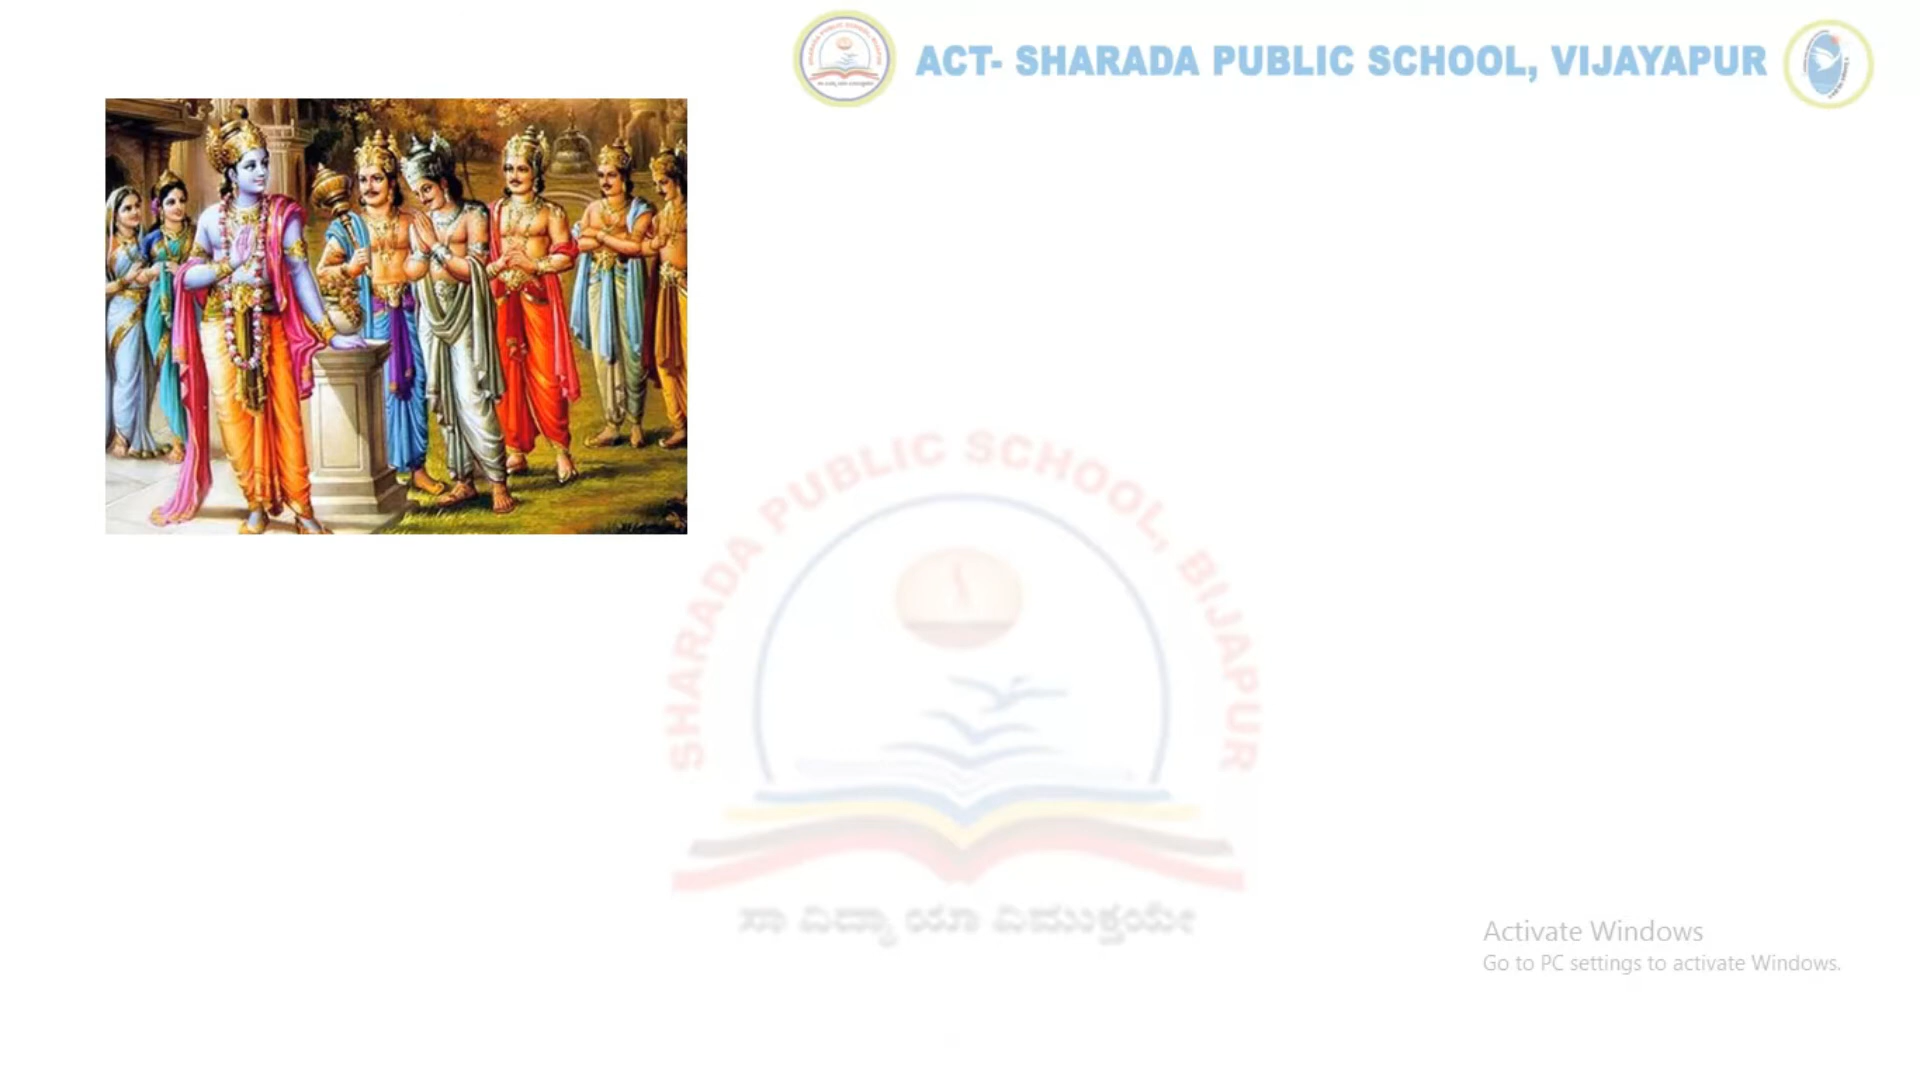 ACT- SHARADA PUBLIC SCHOOL, VIJAYAPUR
SHARADA PUBLIC SCHOOL, BIJAPUR
ಸಾ ವಿದ್ಯಾ ಯಾ ವಿಮುಕ್ತಯೇ
Activate Windows
Go to PC settings to activate Windows.